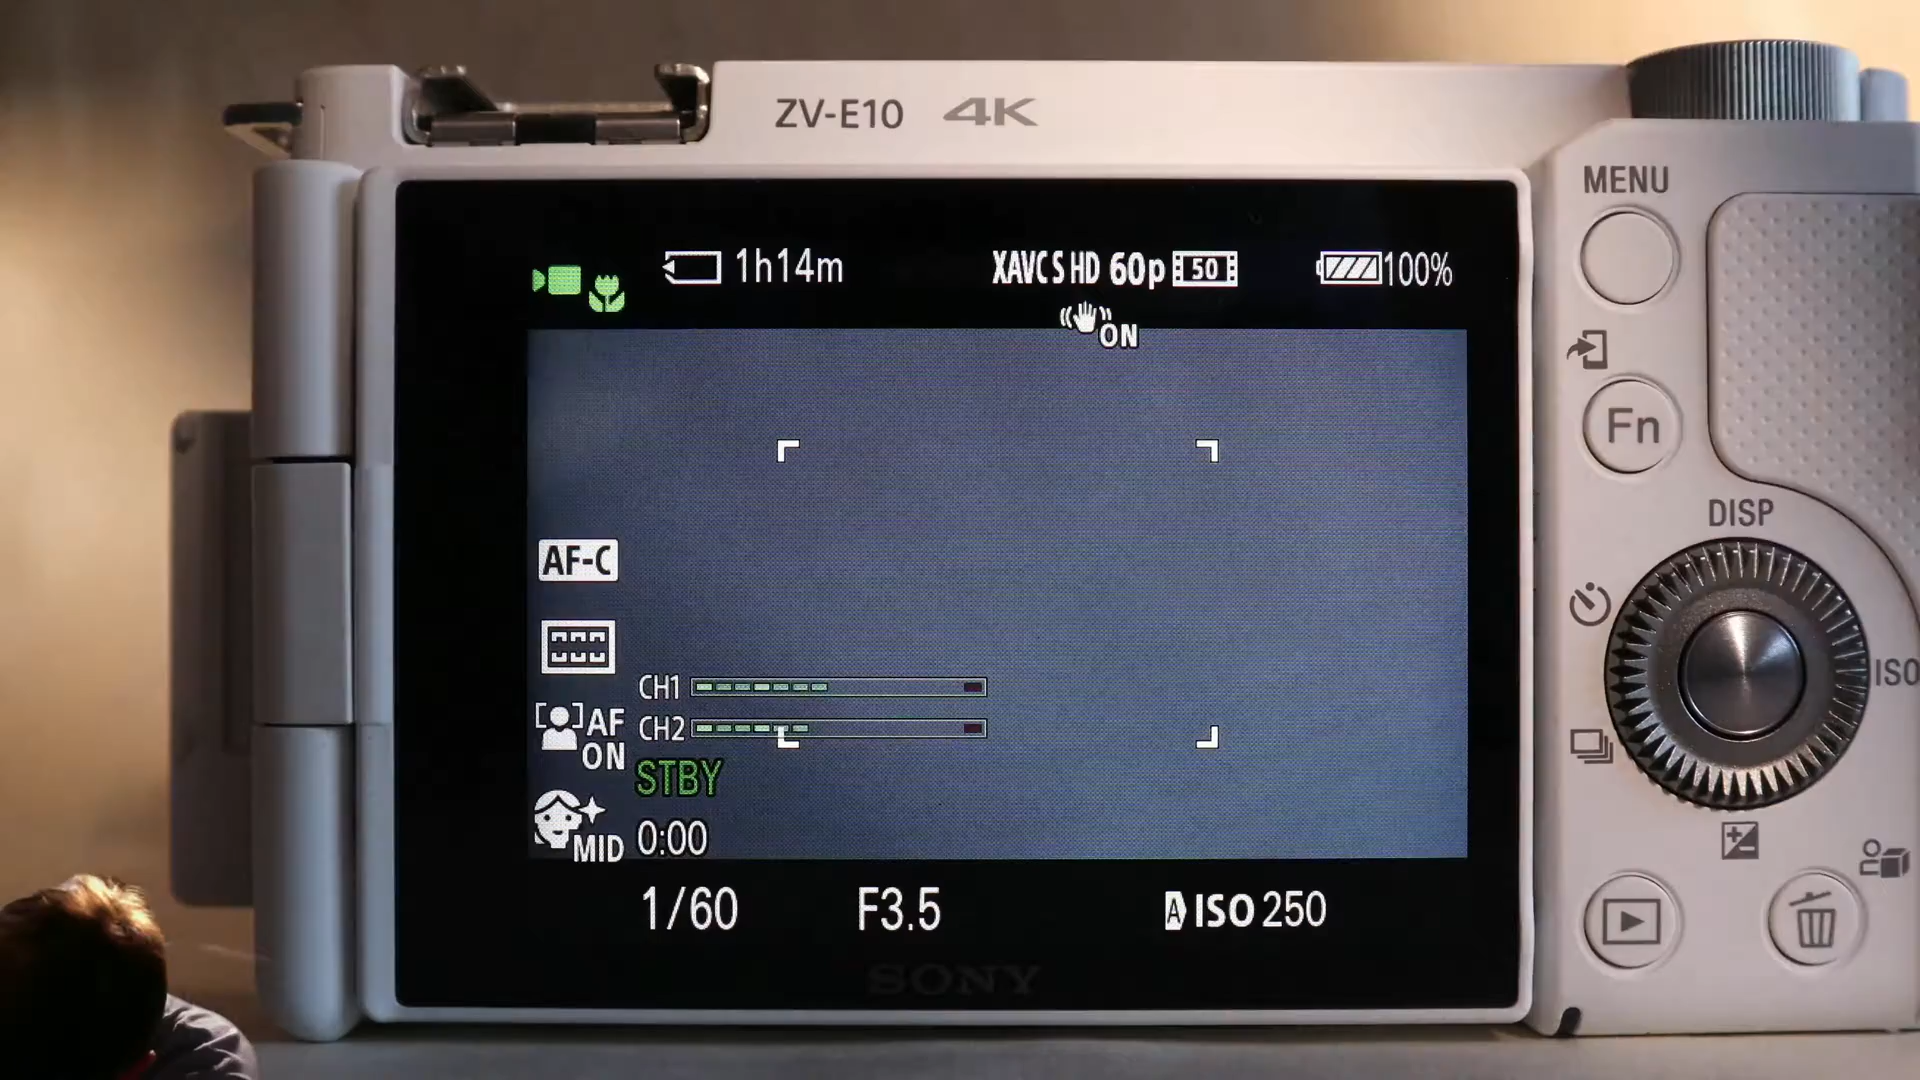 ZV-E10 4K
MENU
1h14m XAVC S HD 60p 50 100%
ON
Fn
DISP
AF-C
ISO
CH1
AF
ON
CH2
STBY
MID
0:00
1/60 F3.5 A ISO 250
SONY